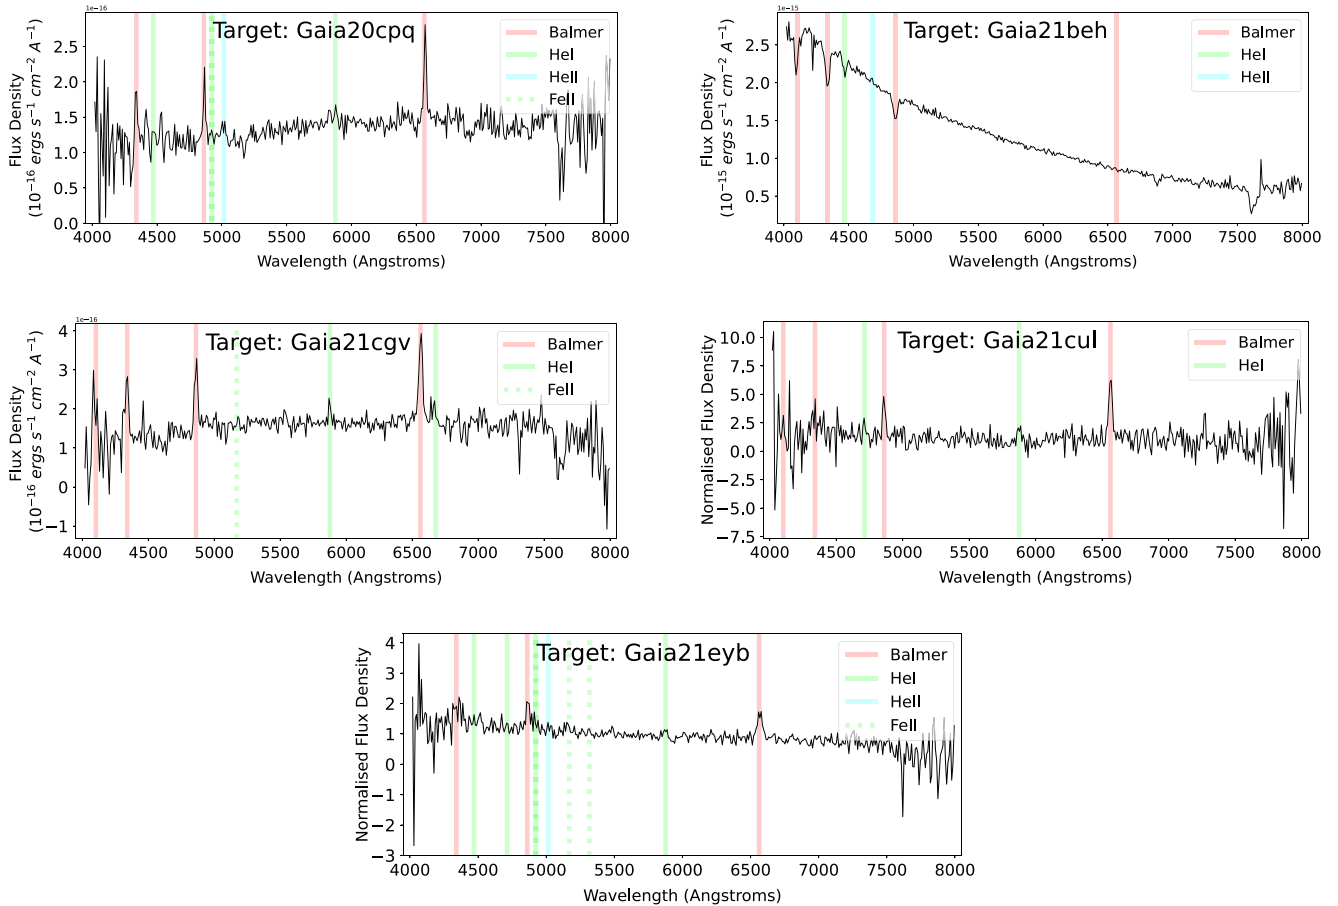 1e−16
Target: Gaia20cpq
Balmer
HeI
HeII
FeII
Flux Density
(10−16 ergs s−1 cm−2 A−1)
2.5
2.0
1.5
1.0
0.5
0.0
4000 4500 5000 5500 6000 6500 7000 7500 8000
Wavelength (Angstroms)
1e−15
Target: Gaia21beh
Balmer
HeI
HeII
Flux Density
(10−15 ergs s−1 cm−2 A−1)
2.5
2.0
1.5
1.0
0.5
4000 4500 5000 5500 6000 6500 7000 7500 8000
Wavelength (Angstroms)
1e−16
Target: Gaia21cgv
Balmer
HeI
FeII
Flux Density
(10−16 ergs s−1 cm−2 A−1)
4
3
2
1
0
−1
4000 4500 5000 5500 6000 6500 7000 7500 8000
Wavelength (Angstroms)
Target: Gaia21cul
Balmer
HeI
Normalised Flux Density
10.0
7.5
5.0
2.5
0.0
−2.5
−5.0
−7.5
4000 4500 5000 5500 6000 6500 7000 7500 8000
Wavelength (Angstroms)
Target: Gaia21eyb
Balmer
HeI
HeII
FeII
Normalised Flux Density
4
3
2
1
0
−1
−2
−3
4000 4500 5000 5500 6000 6500 7000 7500 8000
Wavelength (Angstroms)